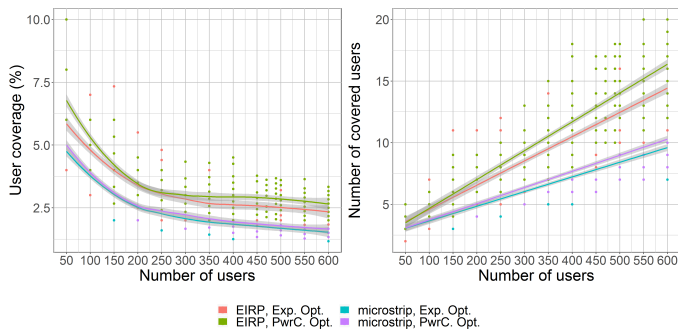 User coverage (%)
10.0
7.5
5.0
2.5
50 100 150 200 250 300 350 400 450 500 550 600
Number of users
Number of covered users
20
15
10
5
50 100 150 200 250 300 350 400 450 500 550 600
Number of users
EIRP, Exp. Opt. microstrip, Exp. Opt.
EIRP, PwrC. Opt. microstrip, PwrC. Opt.